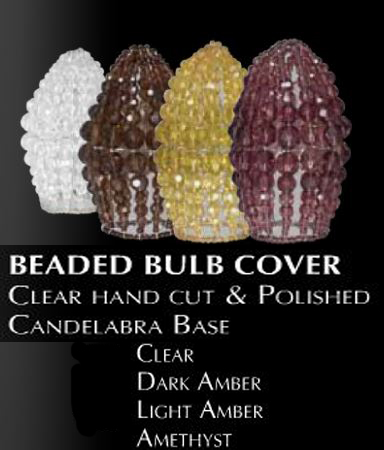 BEADED BULB COVER
CLEAR HAND CUT & POLISHED
CANDELABRA BASE
CLEAR
DARK AMBER
LIGHT AMBER
AMETHYST